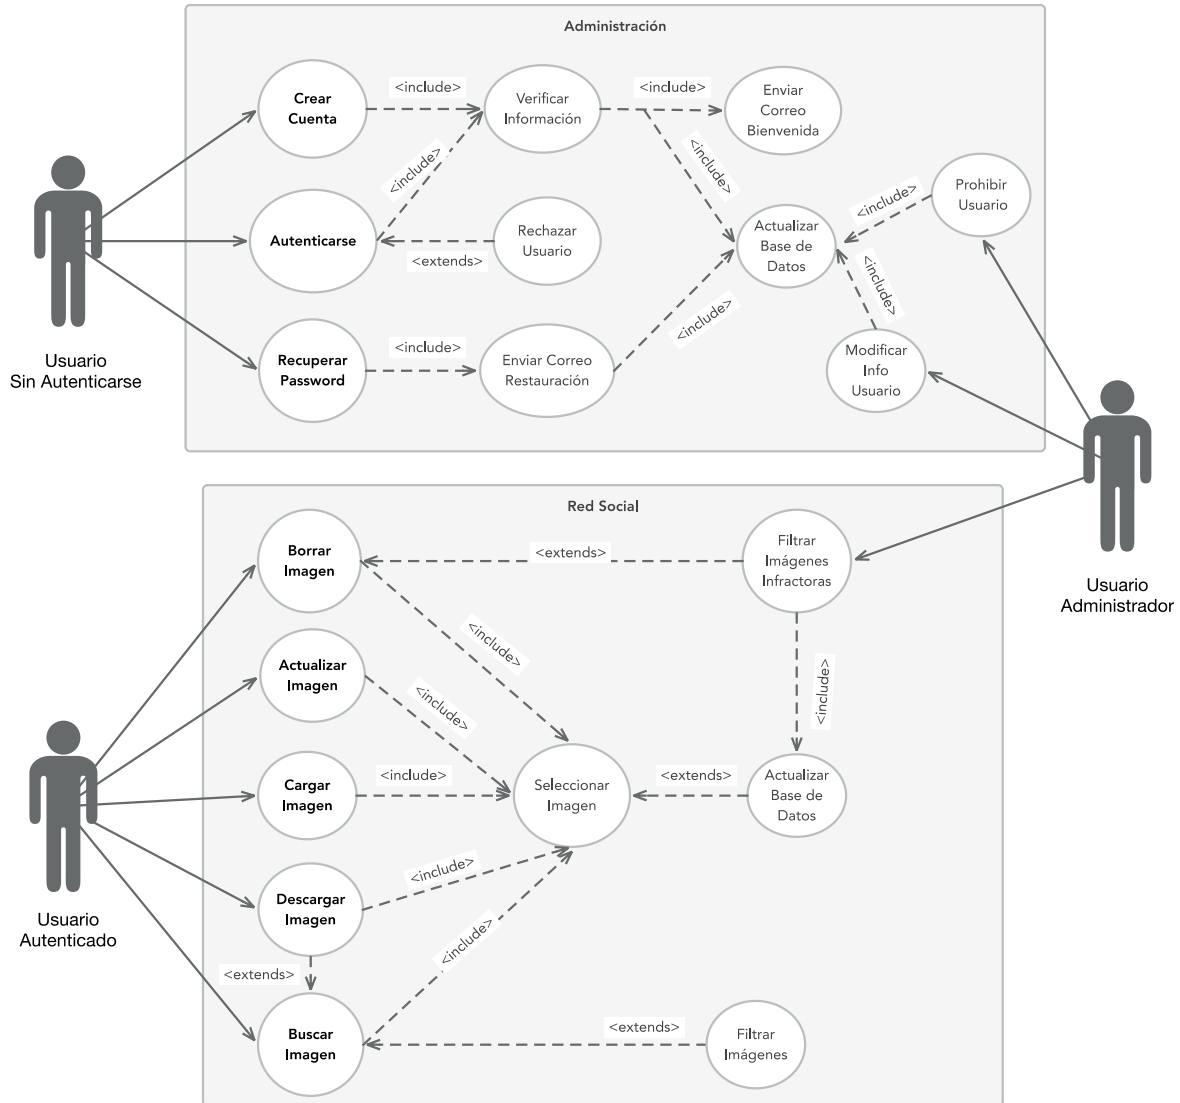 Administración
Crear
Cuenta
<include>
Verificar
Información
<include>
Enviar
Correo
Bienvenida
<include>
<include>
Prohibir
Usuario
<include>
Autenticarse
<extends>
Rechazar
Usuario
Actualizar
Base de
Datos
<include>
<include>
Recuperar
Password
<include>
Enviar Correo
Restauración
Modificar
Info
Usuario
Usuario
Sin Autenticarse
Usuario
Administrador
Red Social
Borrar
Imagen
<extends>
Filtrar
Imágenes
Infractoras
<include>
Actualizar
Imagen
<include>
<include>
Cargar
Imagen
<include>
Seleccionar
Imagen
<extends>
Actualizar
Base de
Datos
Descargar
Imagen
<include>
Usuario
Autenticado
<extends>
<include>
Buscar
Imagen
<extends>
Filtrar
Imágenes